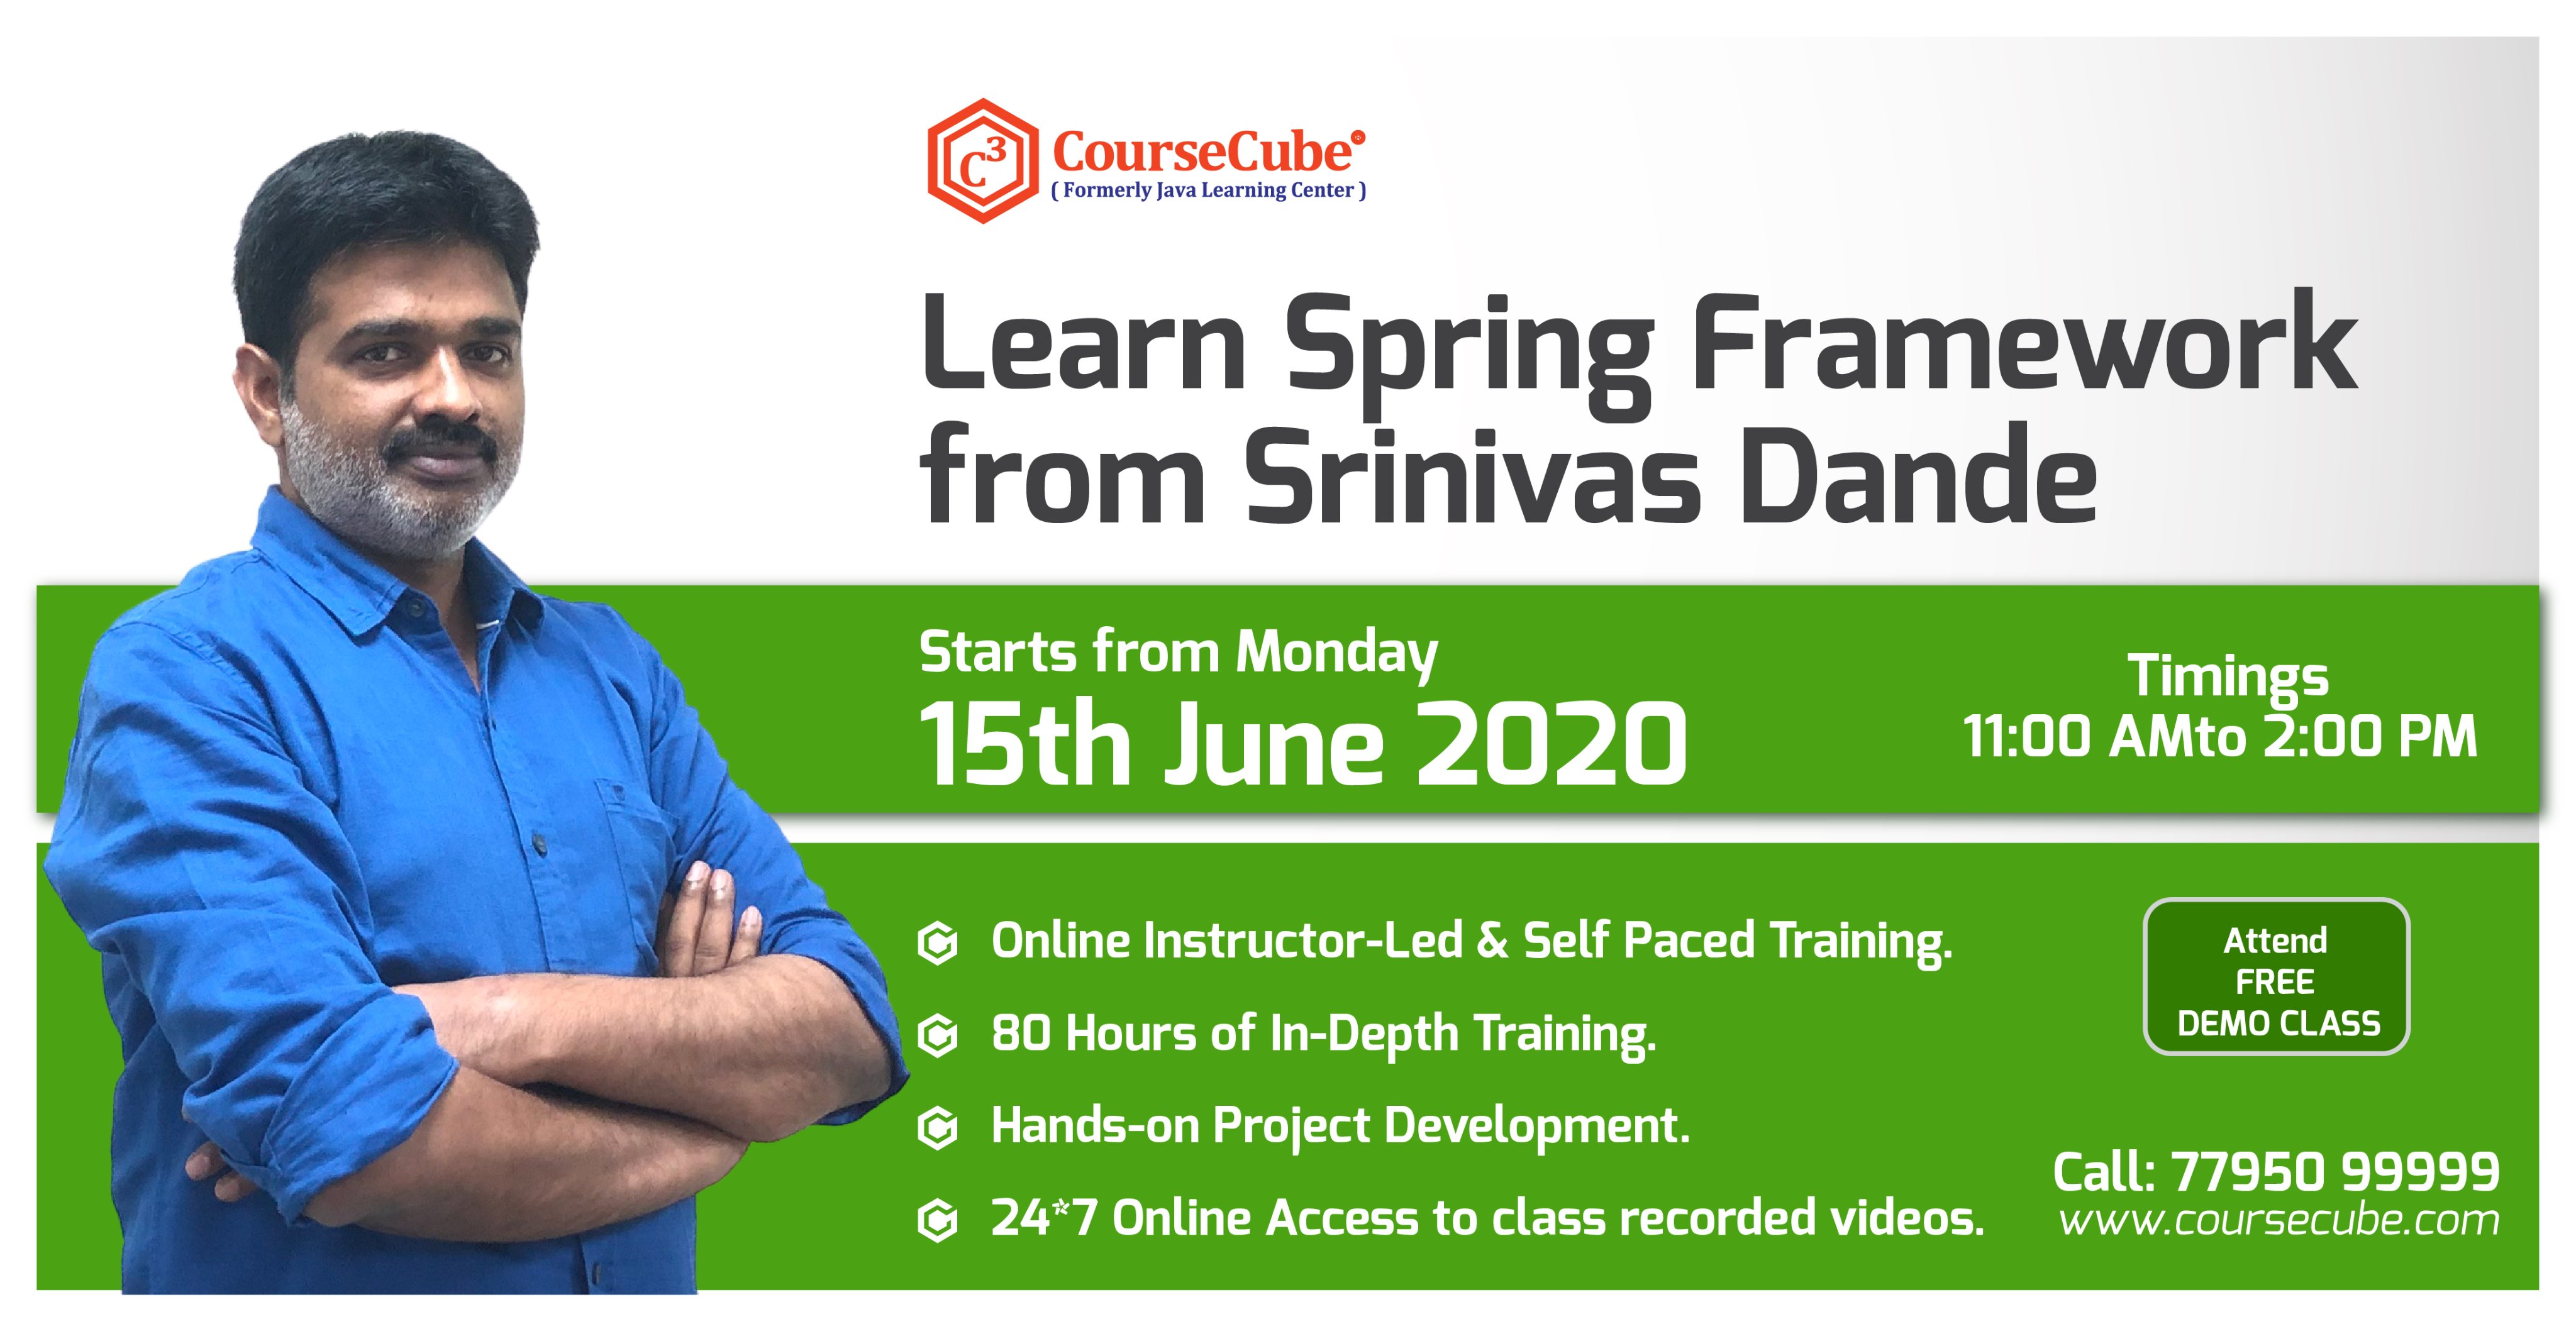 C3
CourseCube
( Formerly Java Learning Center )
Learn Spring Framework
from Srinivas Dande
Starts from Monday
15th June 2020
Timings
11:00 AMto 2:00 PM
Online Instructor-Led & Self Paced Training.
80 Hours of In-Depth Training.
Hands-on Project Development.
24*7 Online Access to class recorded videos.
Attend
FREE
DEMO CLASS
Call: 77950 99999
www.coursecube.com